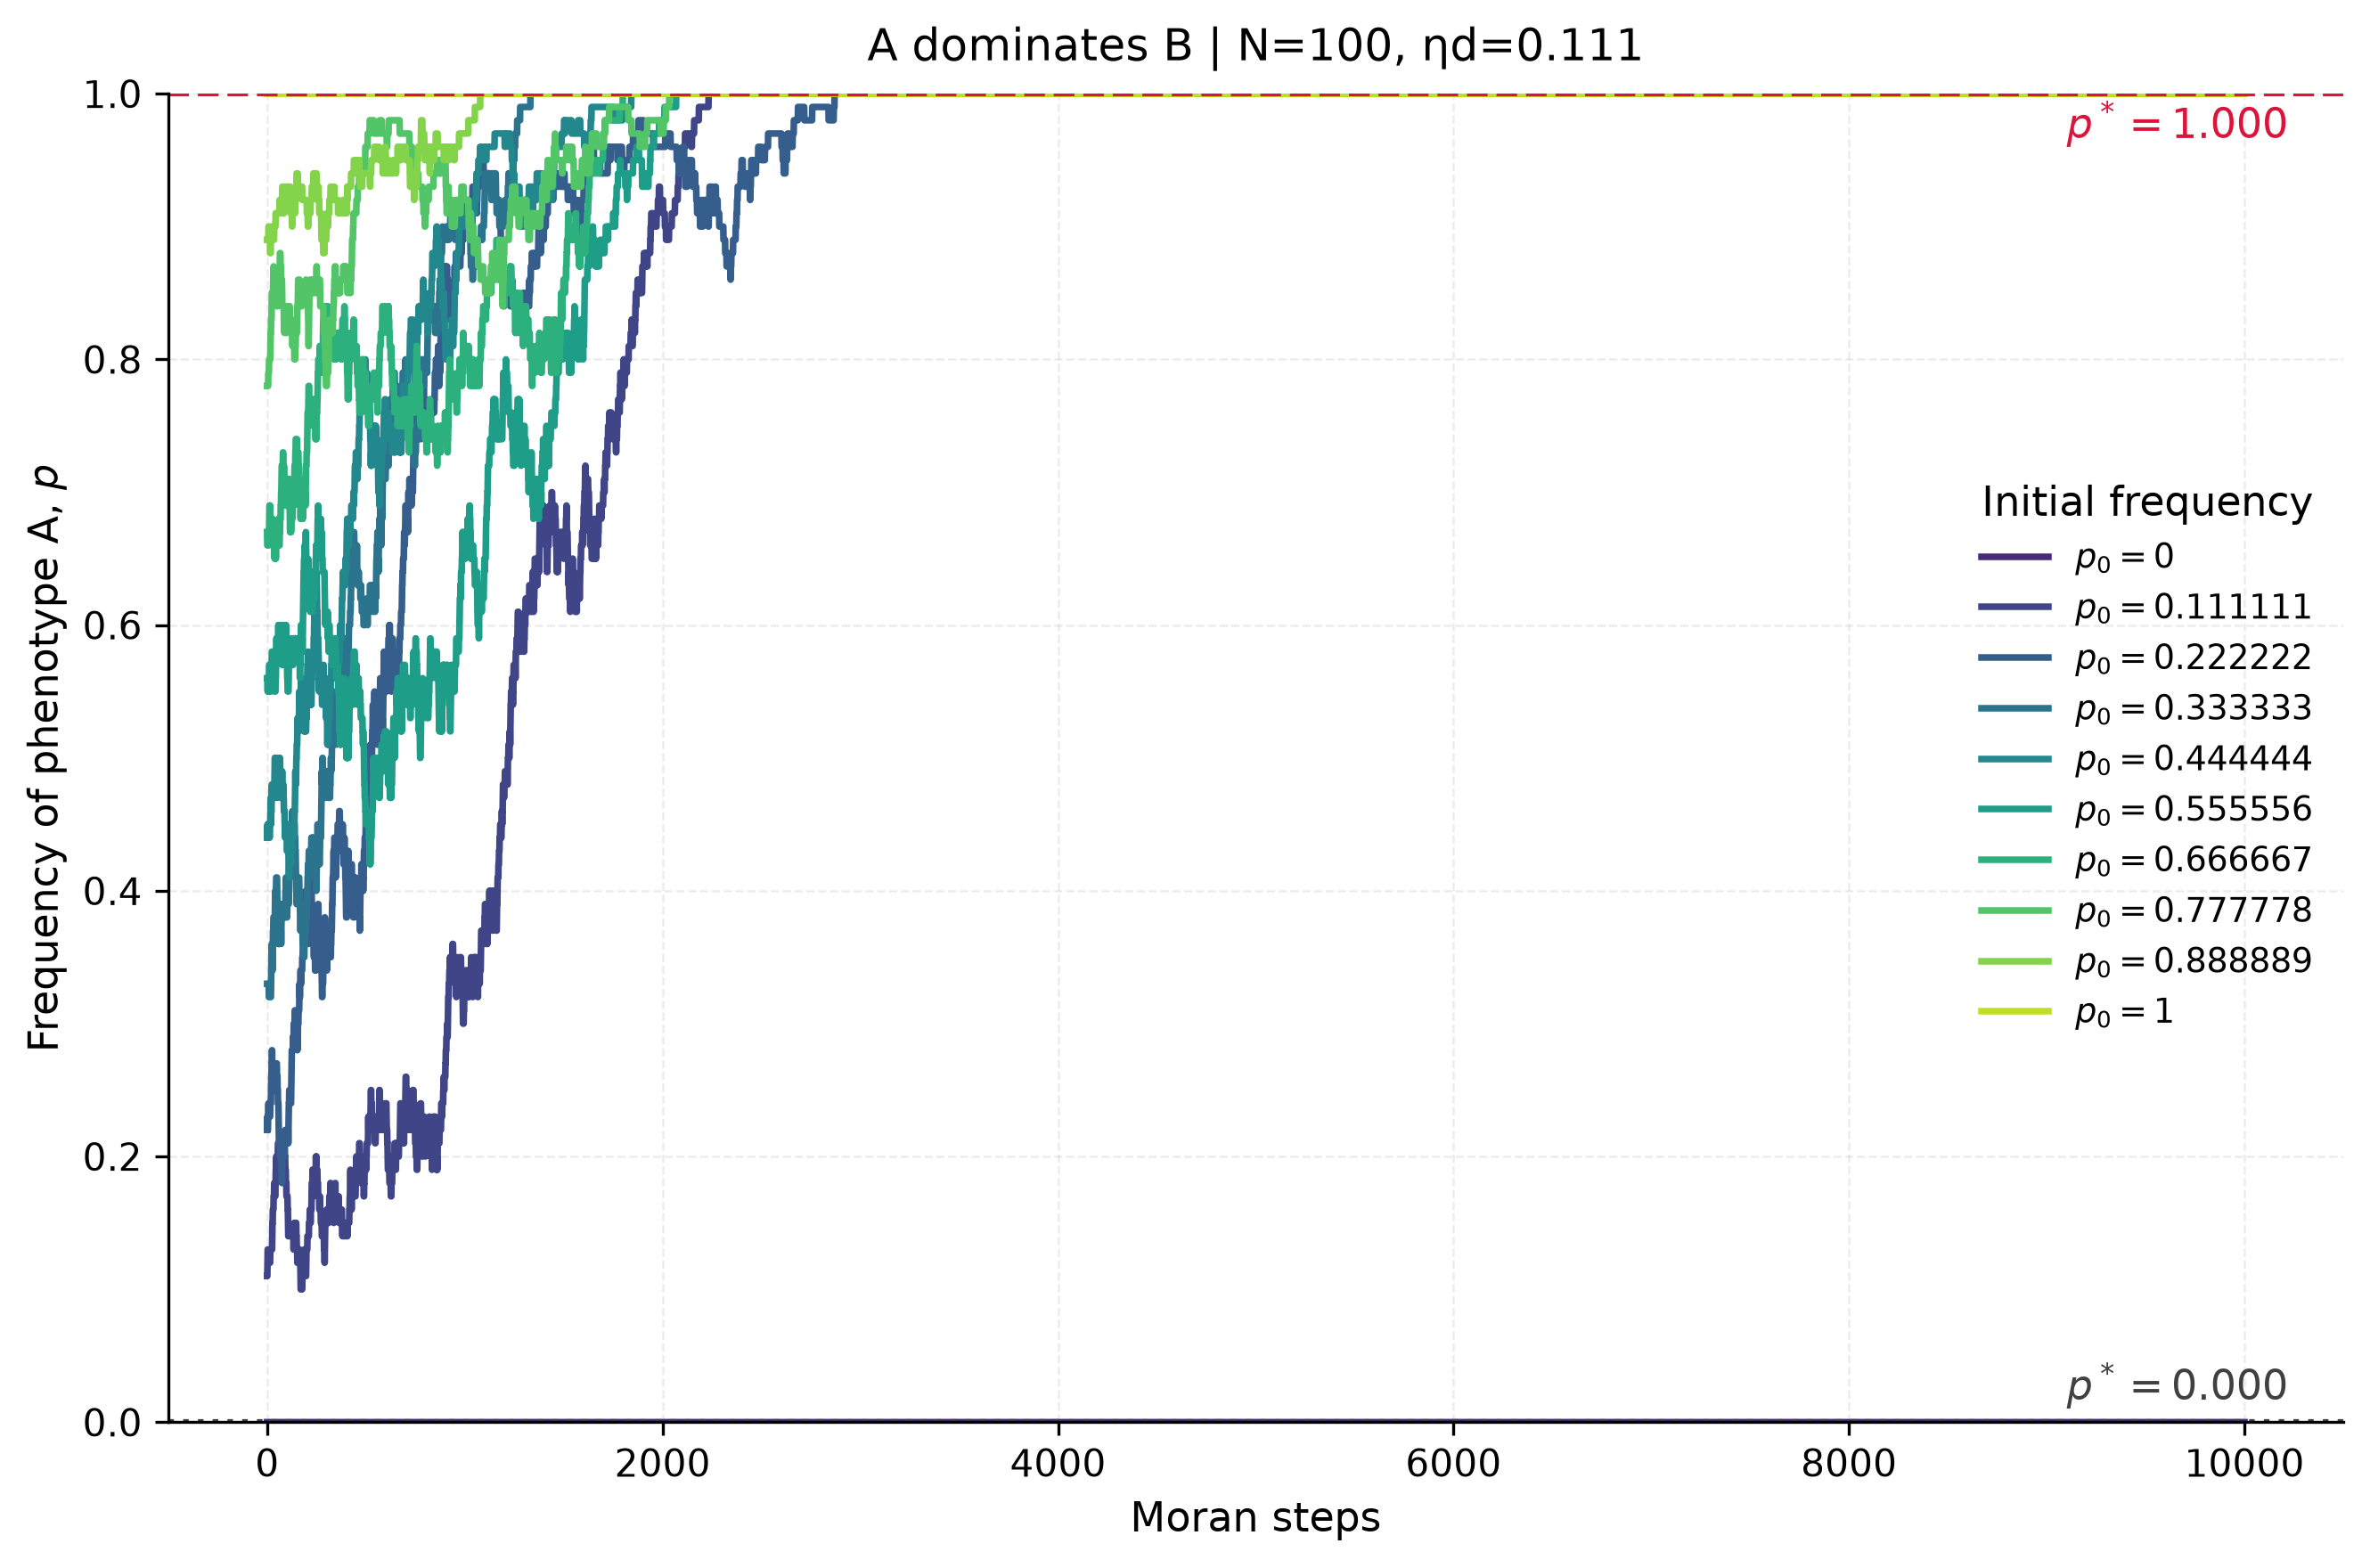 A dominates B | N=100, ηd=0.111
1.0
0.8
0.6
0.4
0.2
0.0
Frequency of phenotype A, p
p* = 1.000
Initial frequency
p₀ = 0
p₀ = 0.111111
p₀ = 0.222222
p₀ = 0.333333
p₀ = 0.444444
p₀ = 0.555556
p₀ = 0.666667
p₀ = 0.777778
p₀ = 0.888889
p₀ = 1
p* = 0.000
0 2000 4000 6000 8000 10000
Moran steps